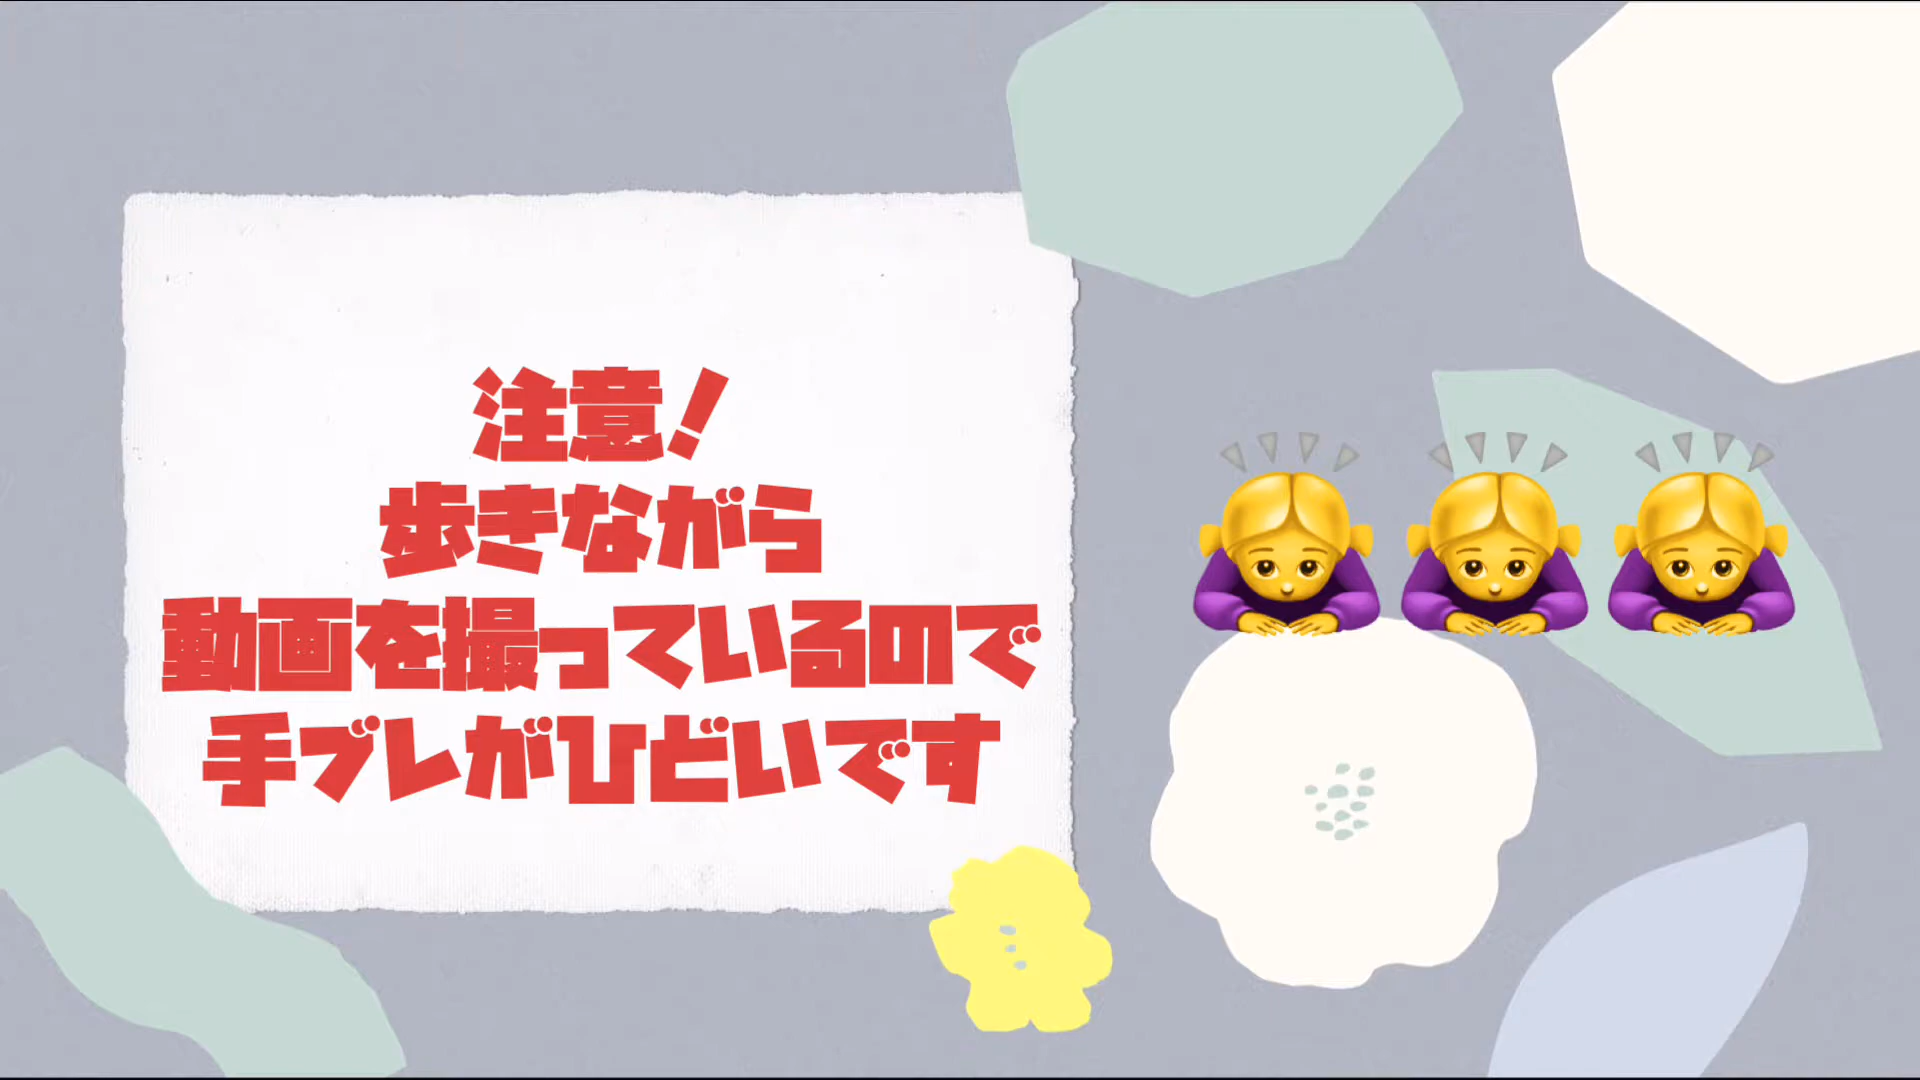 注意！
歩きながら
動画を撮っているので
手ブレがひどいです